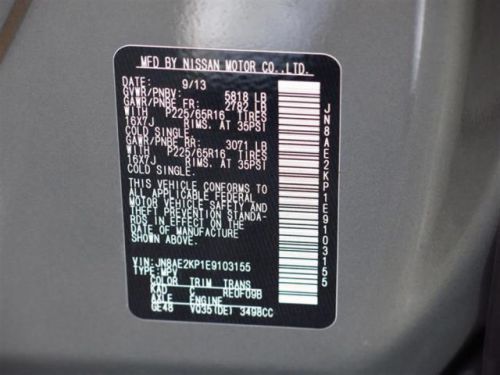 MFD BY NISSAN MOTOR CO.,LTD.
DATE: 9/13
GVWR/PNBV: 5818 LB
GAWR/PNBE FR: 2782 LB
WITH P225/65R16 TIRES
16X7J RIMS. AT 35PSI
COLD SINGLE.
GAWR/PNBE RR: 3071 LB
WITH P225/65R16 TIRES
16X7J RIMS. AT 35PSI
COLD SINGLE.
THIS VEHICLE CONFORMS TO
ALL APPLICABLE FEDERAL
MOTOR VEHICLE SAFETY AND
THEFT PREVENTION STANDA-
RDS IN EFFECT ON THE
DATE OF MANUFACTURE
SHOWN ABOVE.
VIN: JN8AE2KP1E9103155
TYPE: MPV
COLOR TRIM TRANS
KAD C RE0F09B
AXLE ENGINE
GE48 VQ35(DE) 3498CC
JN8AE2KP1E9103155